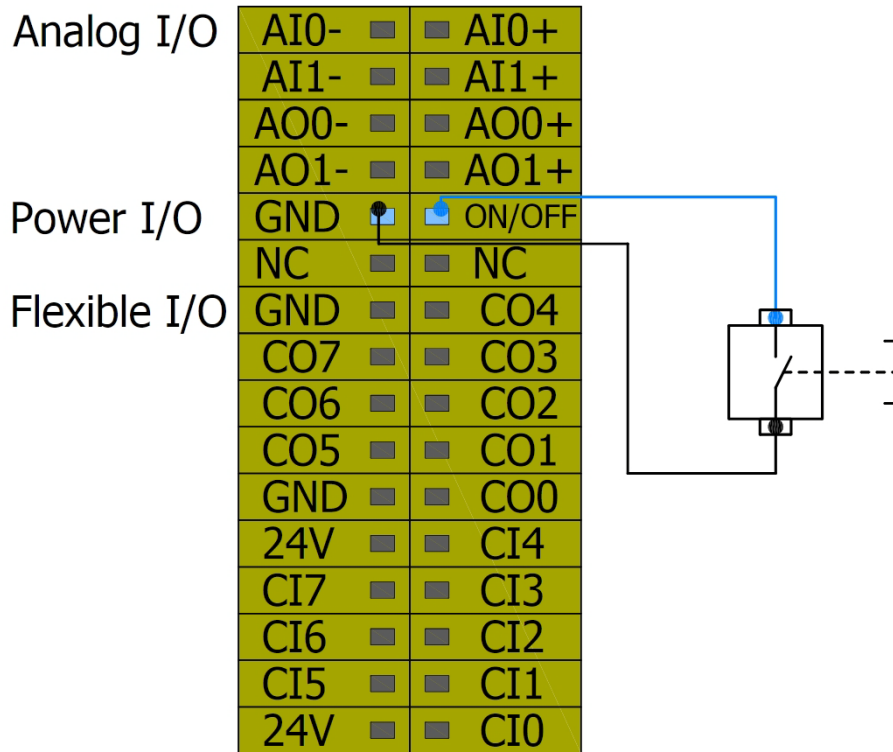 Analog I/O AI0- AI0+
AI1- AI1+
AO0- AO0+
AO1- AO1+
Power I/O GND ON/OFF
NC NC
Flexible I/O GND CO4
CO7 CO3
CO6 CO2
CO5 CO1
GND CO0
24V CI4
CI7 CI3
CI6 CI2
CI5 CI1
24V CI0